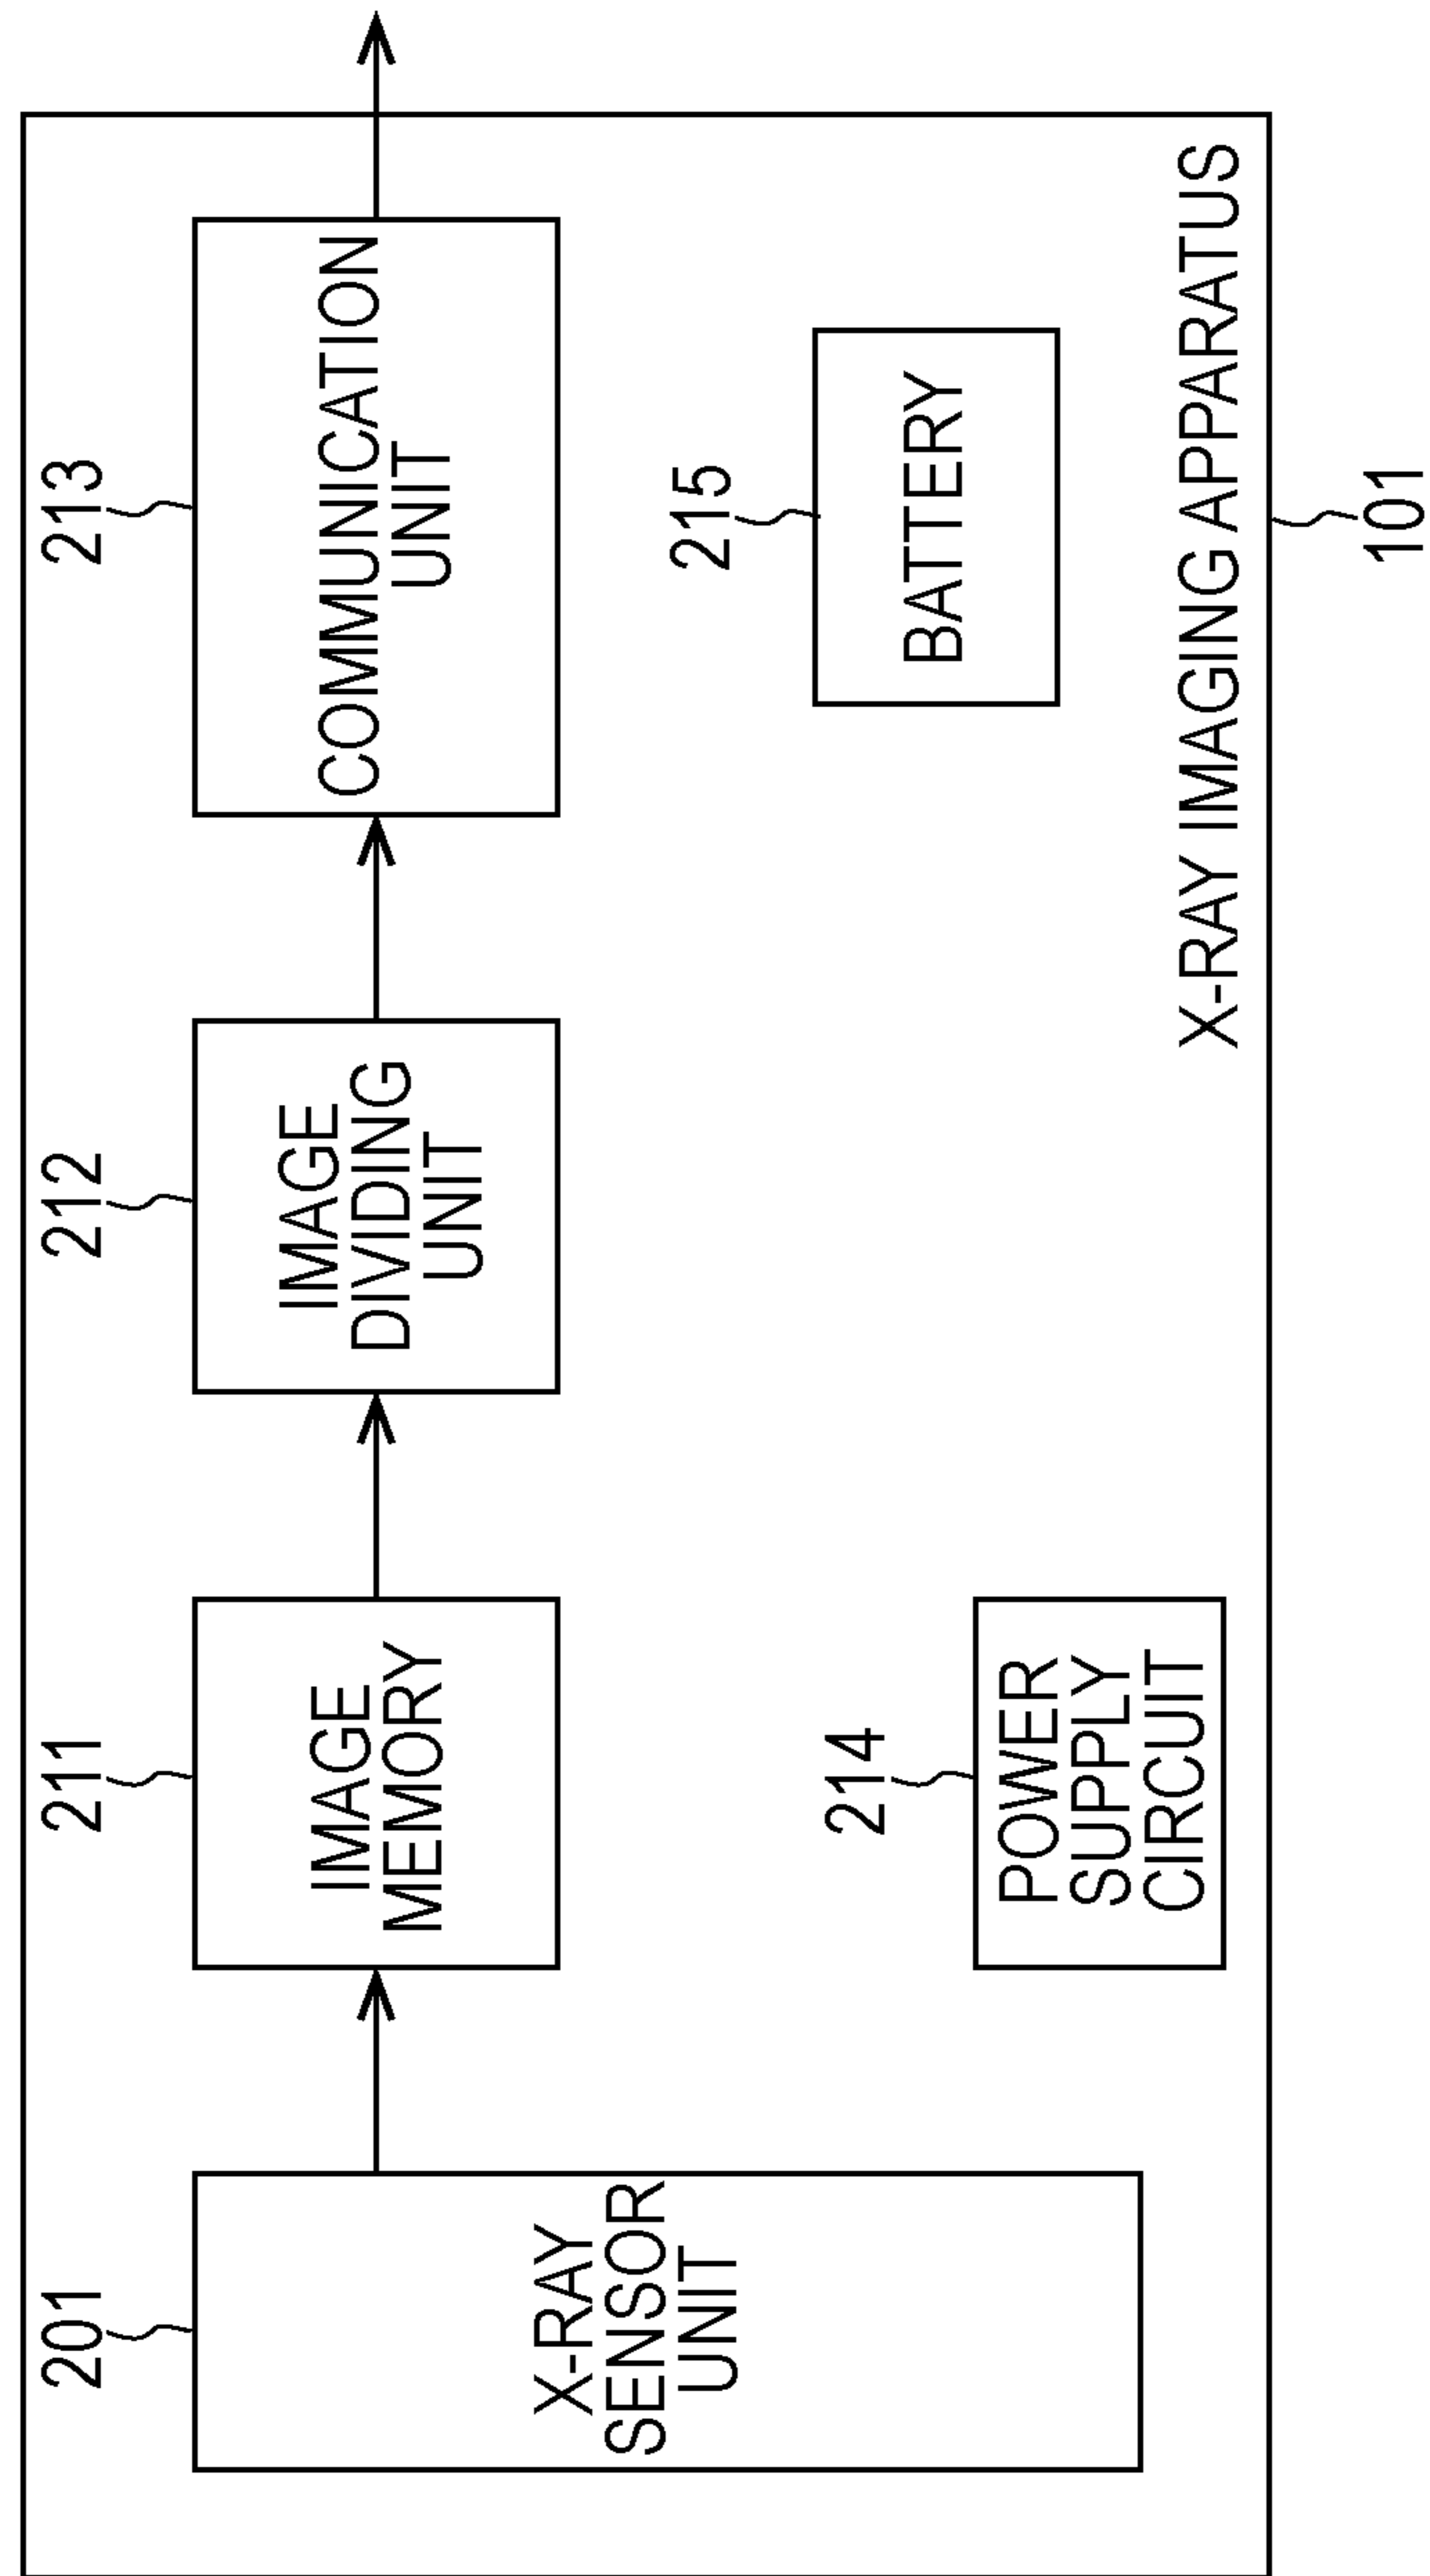 201
211
212
213
X-RAY
SENSOR
UNIT
IMAGE
MEMORY
IMAGE
DIVIDING
UNIT
COMMUNICATION
UNIT
214
215
POWER
SUPPLY
CIRCUIT
BATTERY
X-RAY IMAGING APPARATUS
101